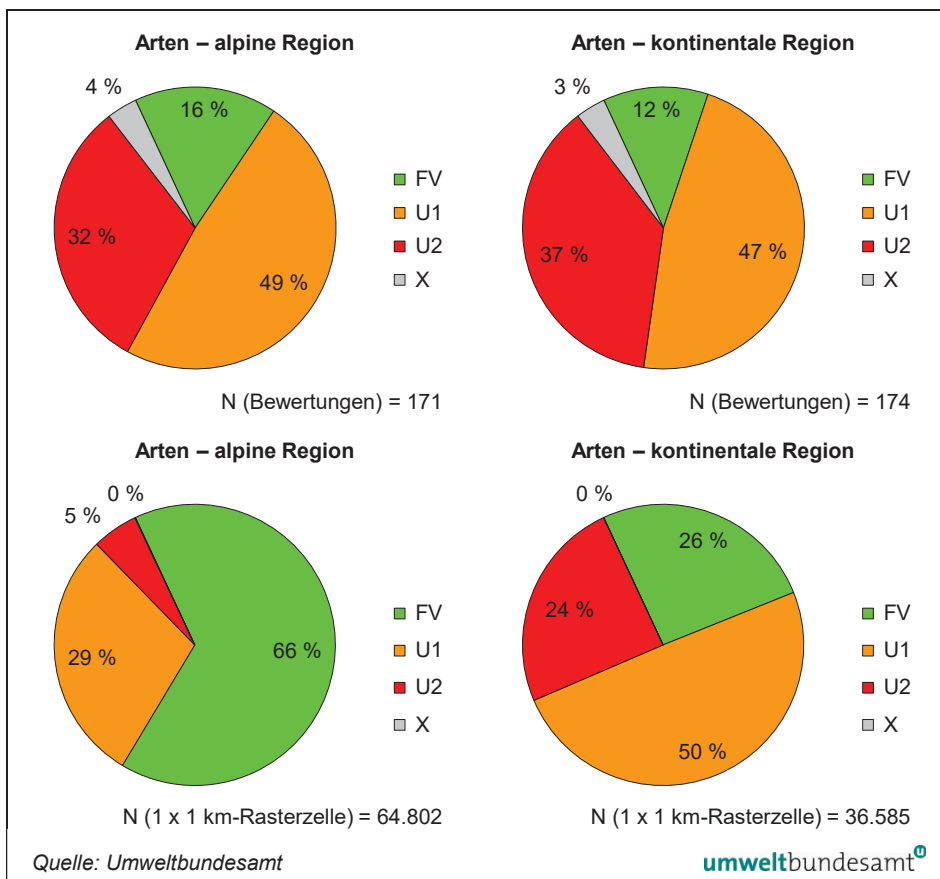 Arten – alpine Region
4 %
16 %
32 %
49 %
FV
U1
U2
X
N (Bewertungen) = 171
Arten – kontinentale Region
3 %
12 %
37 %
47 %
FV
U1
U2
X
N (Bewertungen) = 174
Arten – alpine Region
0 %
5 %
29 %
66 %
FV
U1
U2
X
N (1 x 1 km-Rasterzelle) = 64.802
Arten – kontinentale Region
0 %
26 %
24 %
50 %
FV
U1
U2
X
N (1 x 1 km-Rasterzelle) = 36.585
Quelle: Umweltbundesamt
umweltbundesamt u